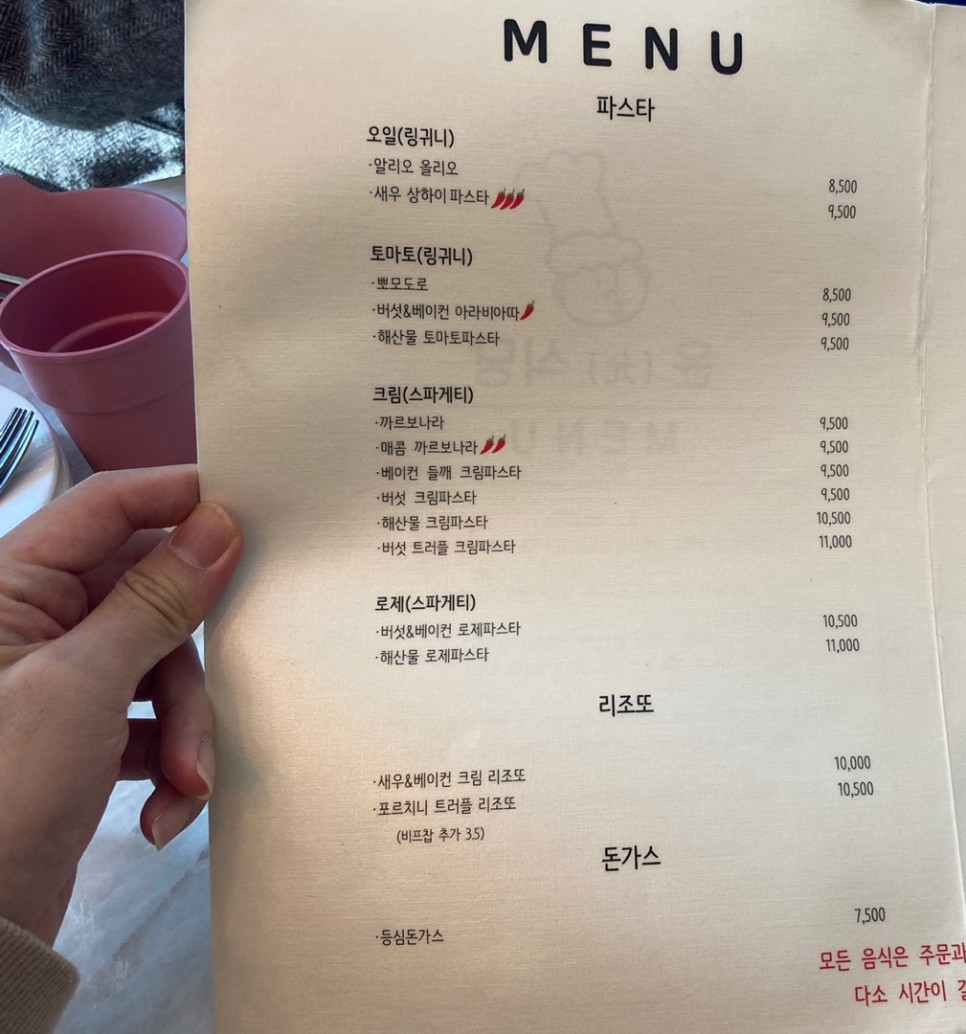 MENU
파스타
오일(링귀니)
·알리오 올리오 8,500
·새우 상하이 파스타 9,500
토마토(링귀니)
·뽀모도로 8,500
·버섯&베이컨 아라비아따 9,500
·해산물 토마토파스타 9,500
크림(스파게티)
·까르보나라 9,500
·매콤 까르보나라 9,500
·베이컨 들깨 크림파스타 9,500
·버섯 크림파스타 9,500
·해산물 크림파스타 10,500
·버섯 트러플 크림파스타 11,000
로제(스파게티)
·버섯&베이컨 로제파스타 10,500
·해산물 로제파스타 11,000
리조또
·새우&베이컨 크림 리조또 10,000
·포르치니 트러플 리조또 10,500
(비프찹 추가 3.5)
돈가스
·등심돈가스 7,500
모든 음식은 주문과
다소 시간이